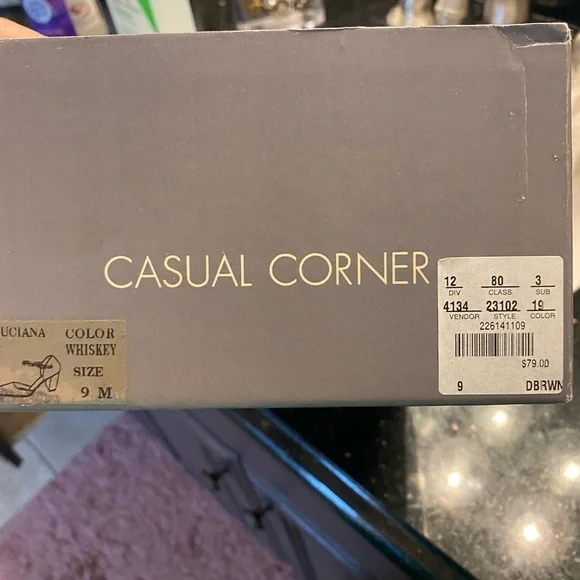 CASUAL CORNER
UCIANA COLOR
WHISKEY
SIZE
9 M
12 80 3
DIV CLASS SUB
4134 23102 19
VENDOR STYLE COLOR
226141109
$79.00
9 DBRWN